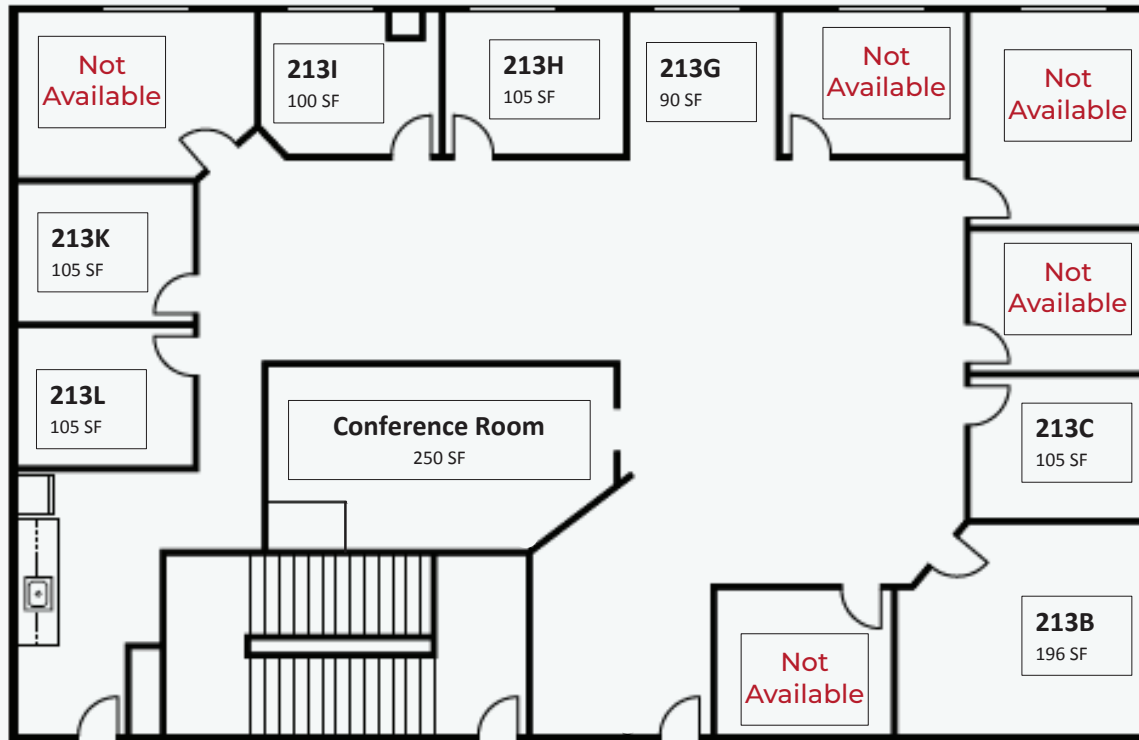 Not
Available
213I
100 SF
213H
105 SF
213G
90 SF
Not
Available
Not
Available
213K
105 SF
Not
Available
213L
105 SF
Conference Room
250 SF
213C
105 SF
213B
196 SF
Not
Available